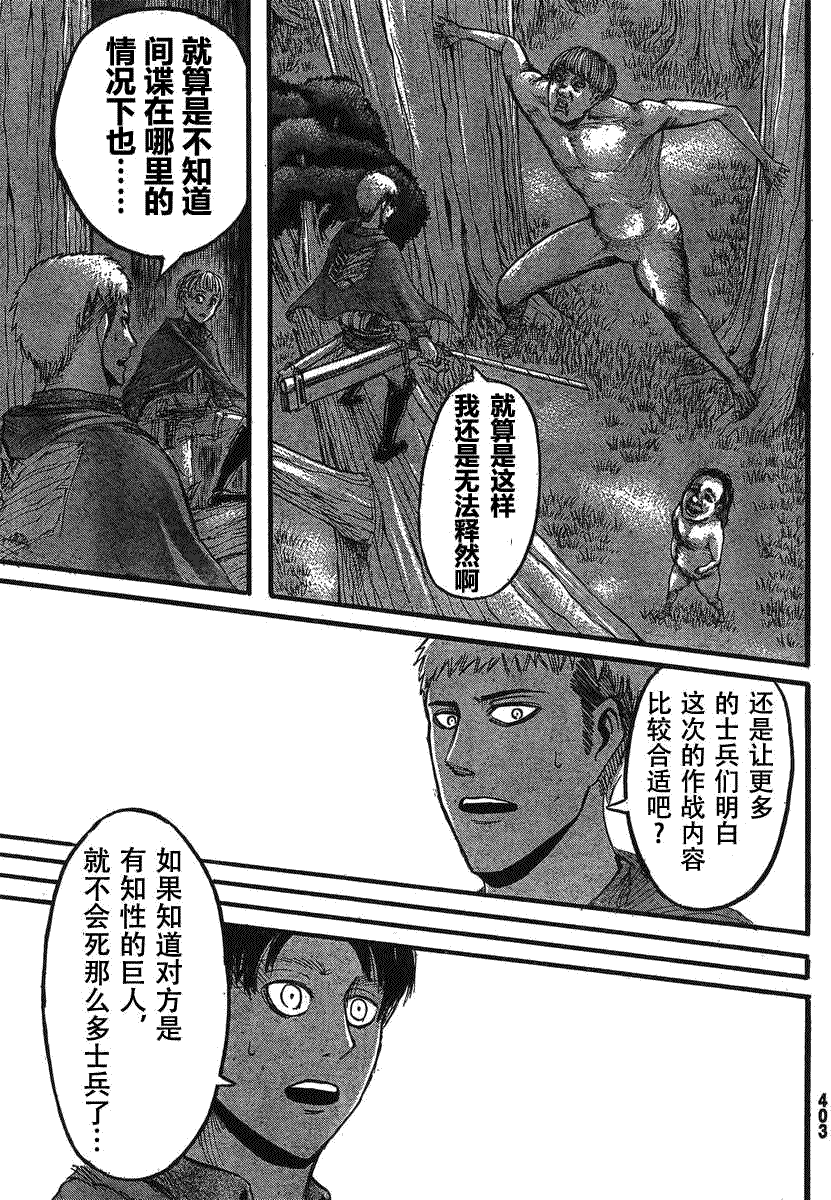 就算是这样
我还是无法释然啊
就算是不知道
间谍在哪里的
情况下也……
还是让更多
的士兵们明白
这次的作战内容
比较合适吧?
如果知道对方是
有知性的巨人,
就不会死那么多士兵了…
403